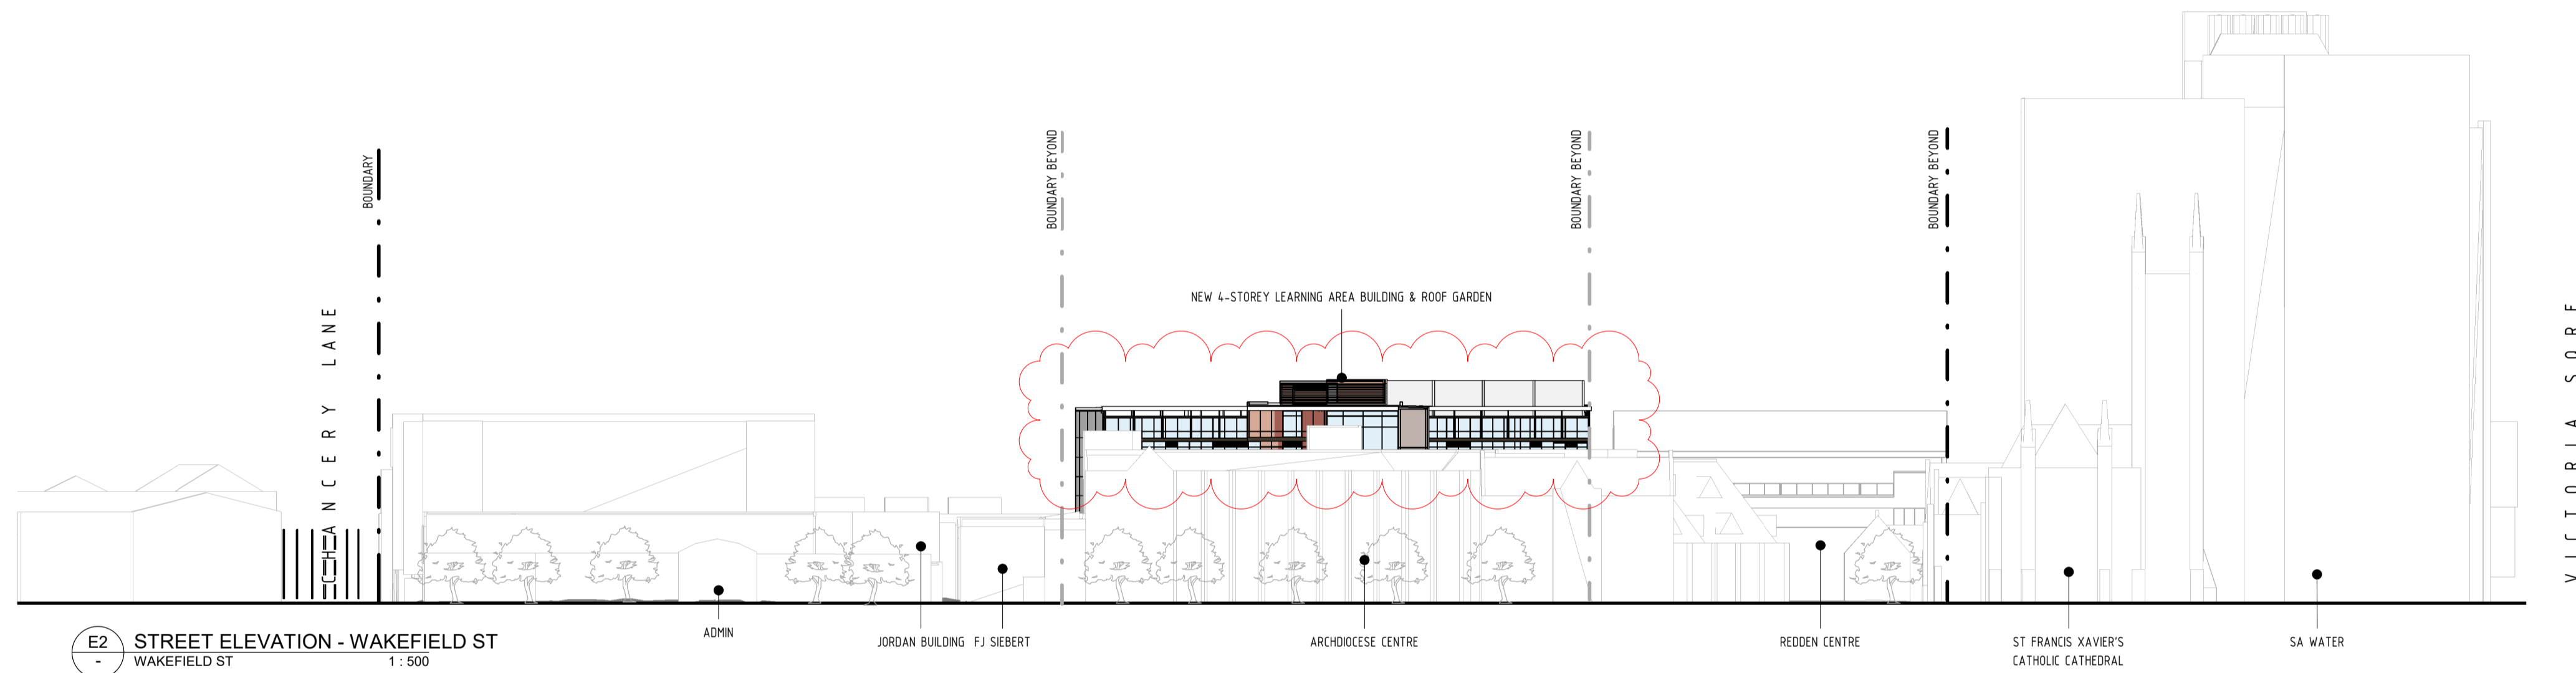 BOUNDARY
BOUNDARY BEYOND
BOUNDARY BEYOND
BOUNDARY BEYOND
CHANCERY LANE
NEW 4-STOREY LEARNING AREA BUILDING & ROOF GARDEN
VICTORIA SQRE
ADMIN
JORDAN BUILDING
FJ SIEBERT
ARCHDIOCESE CENTRE
REDDEN CENTRE
ST FRANCIS XAVIER'S
CATHOLIC CATHEDRAL
SA WATER
E2
-
STREET ELEVATION - WAKEFIELD ST
WAKEFIELD ST
1 : 500